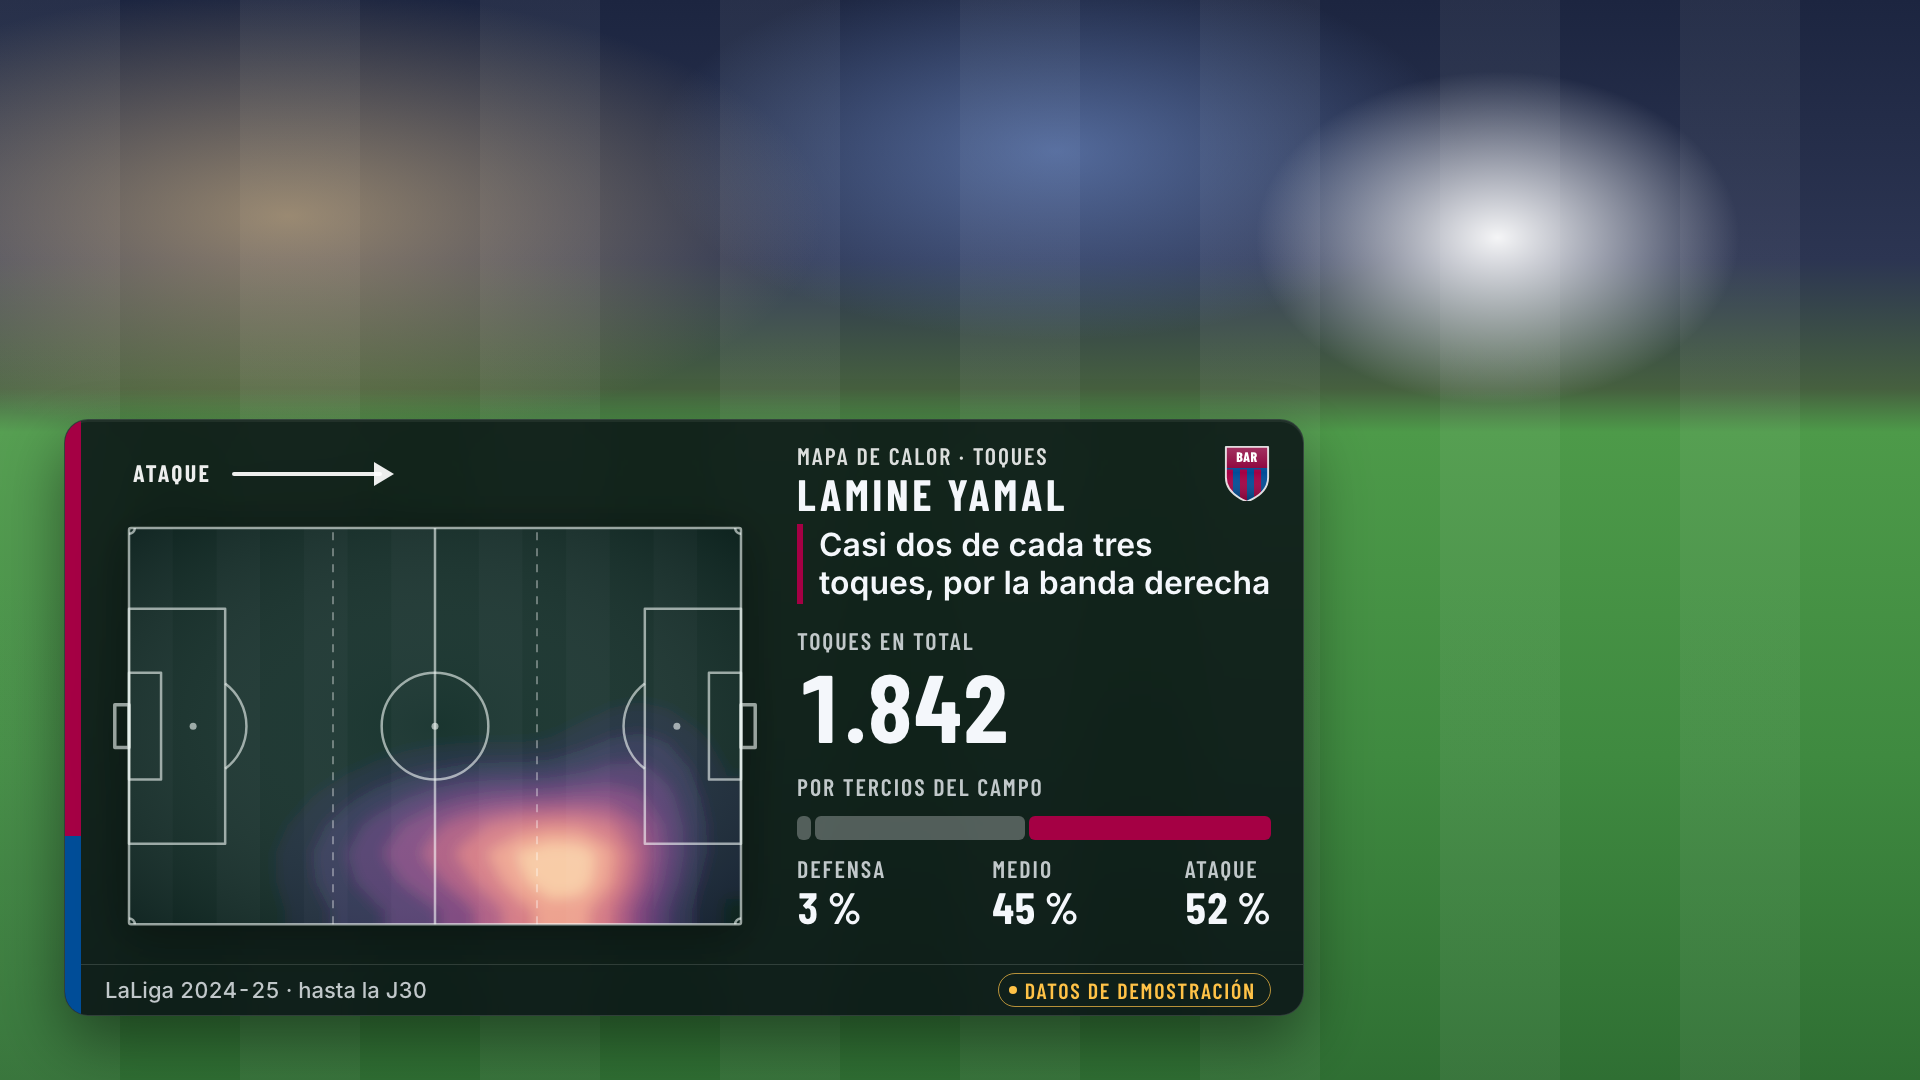 ATAQUE
MAPA DE CALOR · TOQUES
BAR
LAMINE YAMAL
Casi dos de cada tres
toques, por la banda derecha
TOQUES EN TOTAL
1.842
POR TERCIOS DEL CAMPO
DEFENSA MEDIO ATAQUE
3 % 45 % 52 %
LaLiga 2024-25 · hasta la J30
DATOS DE DEMOSTRACIÓN